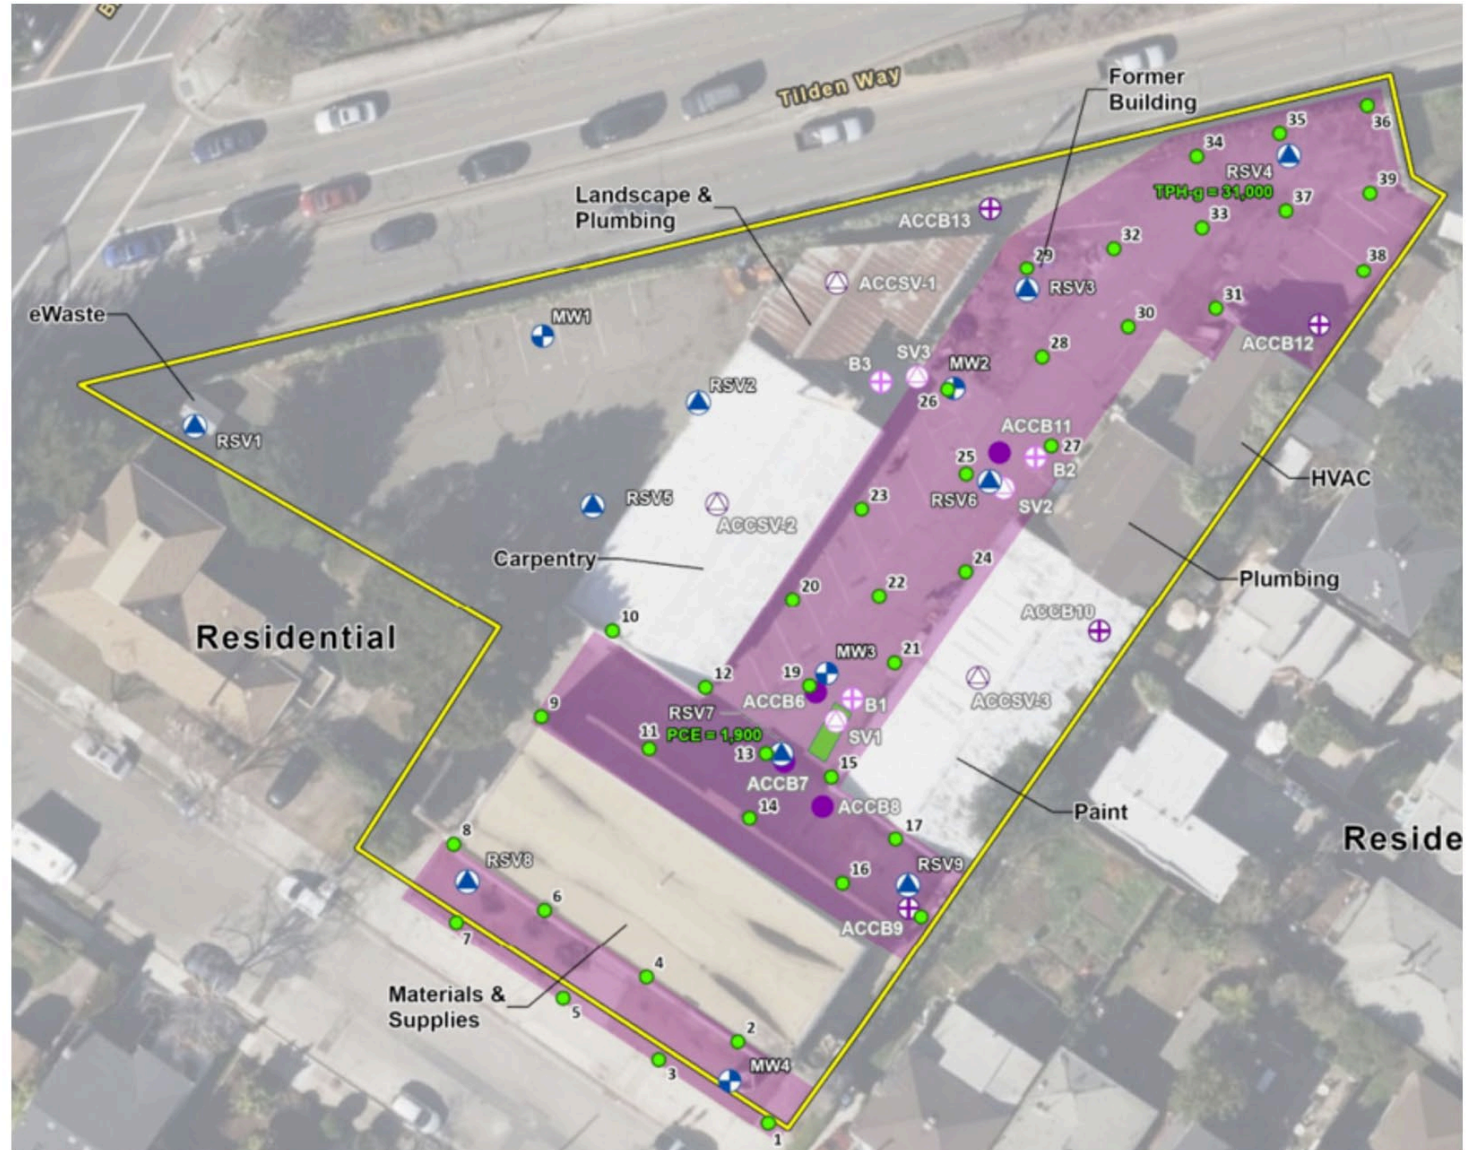 B
Tilden Way
Former
Building
35
36
34
RSV4
TPH-g = 31,000
39
37
33
Landscape &
Plumbing
ACCB13
32
29
38
ACCSV-1
RSV3
eWaste
MW1
31
30
ACCB12
SV3
B3
MW2
28
RSV2
26
ACCB11
RSV1
27
25
B2
HVAC
RSV5
RSV6
SV2
23
ACCSV-2
Carpentry
24
Plumbing
20
22
ACCB10
10
Residential
MW3
21
12
19
ACCB6
B1
ACCSV-3
9
RSV7
PCE = 1,900
11
13
SV1
15
ACCB7
14
ACCB8
Paint
8
17
Reside
RSV8
RSV9
16
6
ACCB9
7
4
Materials &
Supplies
5
2
MW4
3
1